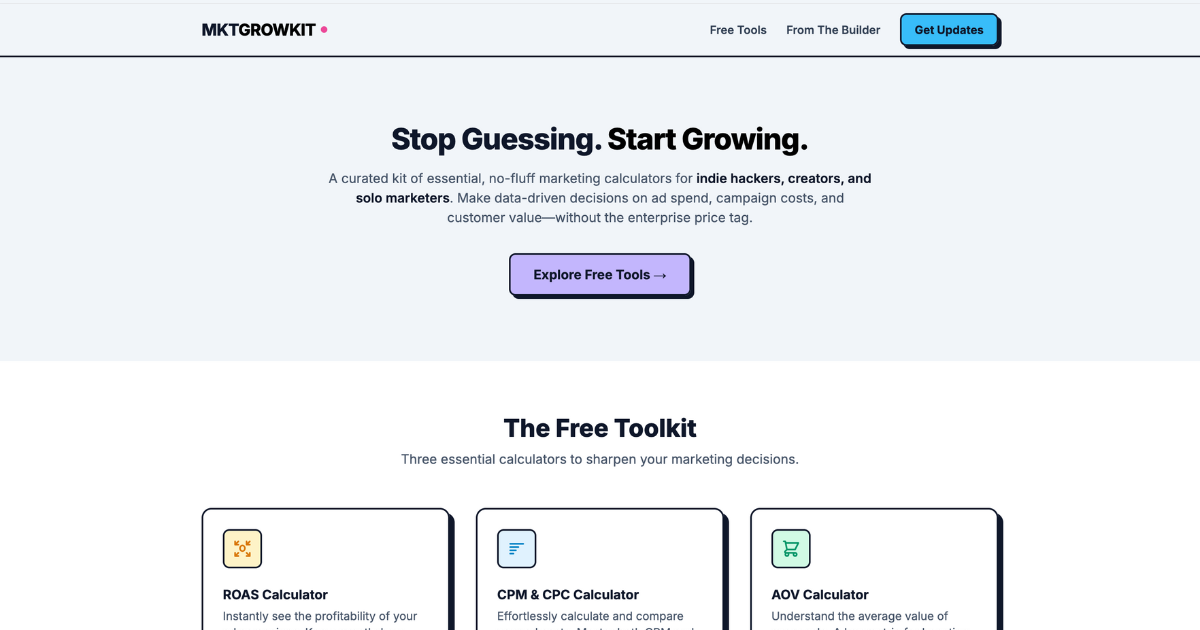 MKTGROWKIT
Free Tools
From The Builder
Get Updates
Stop Guessing. Start Growing.
A curated kit of essential, no-fluff marketing calculators for indie hackers, creators, and
solo marketers. Make data-driven decisions on ad spend, campaign costs, and
customer value—without the enterprise price tag.
Explore Free Tools →
The Free Toolkit
Three essential calculators to sharpen your marketing decisions.
ROAS Calculator
Instantly see the profitability of your
CPM & CPC Calculator
Effortlessly calculate and compare
AOV Calculator
Understand the average value of